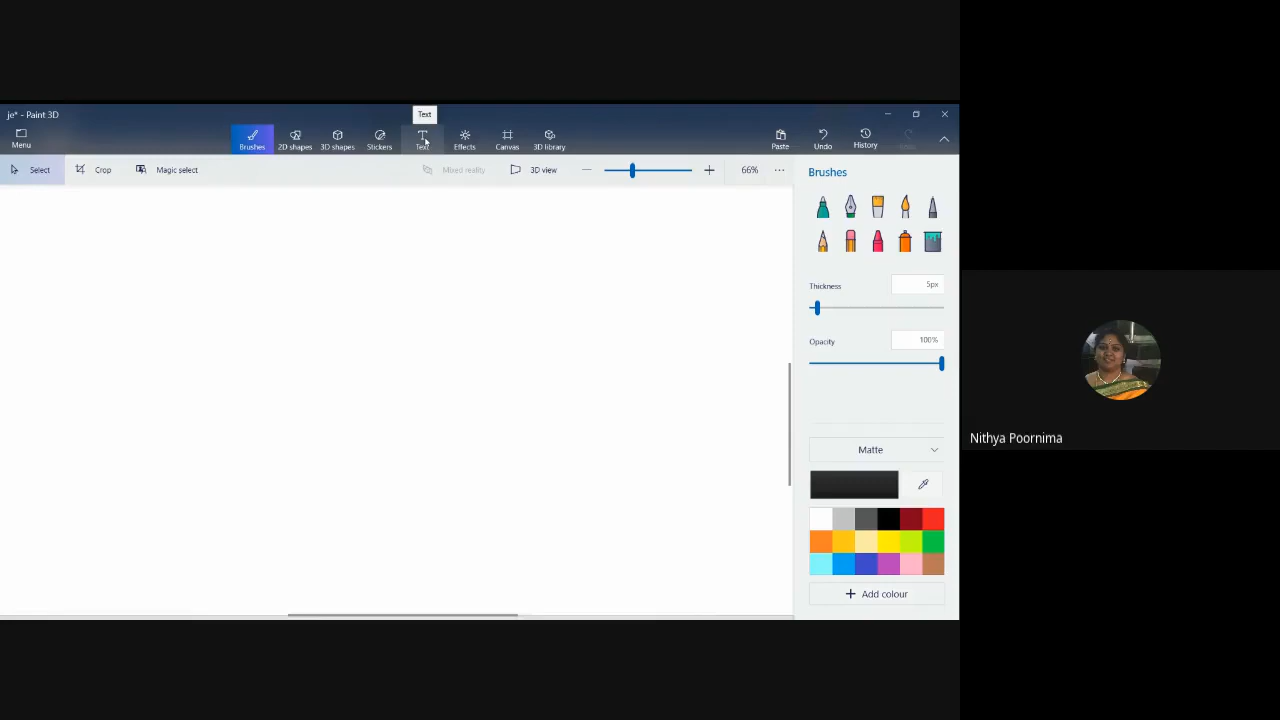 Text
je* - Paint 3D
Menu
Brushes
2D shapes
3D shapes
Stickers
Text
Effects
Canvas
3D library
Paste
Undo
History
Select
Crop
Magic select
Mixed reality
3D view
66%
Brushes
Thickness
5px
Opacity
100%
Matte
Add colour
Nithya Poornima